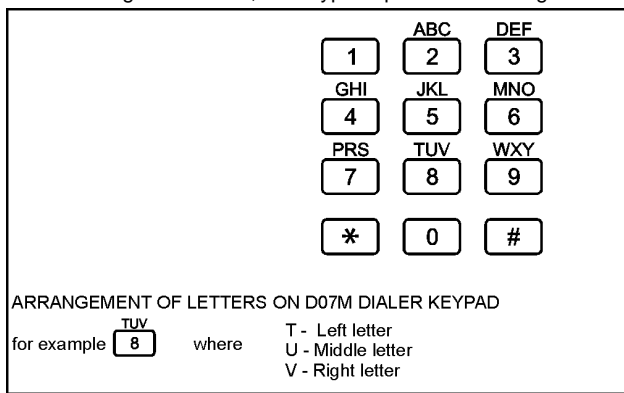 ABC DEF
1 2 3
GHI JKL MNO
4 5 6
PRS TUV WXY
7 8 9
* 0 #
ARRANGEMENT OF LETTERS ON D07M DIALER KEYPAD
TUV
for example 8 where T - Left letter
U - Middle letter
V - Right letter